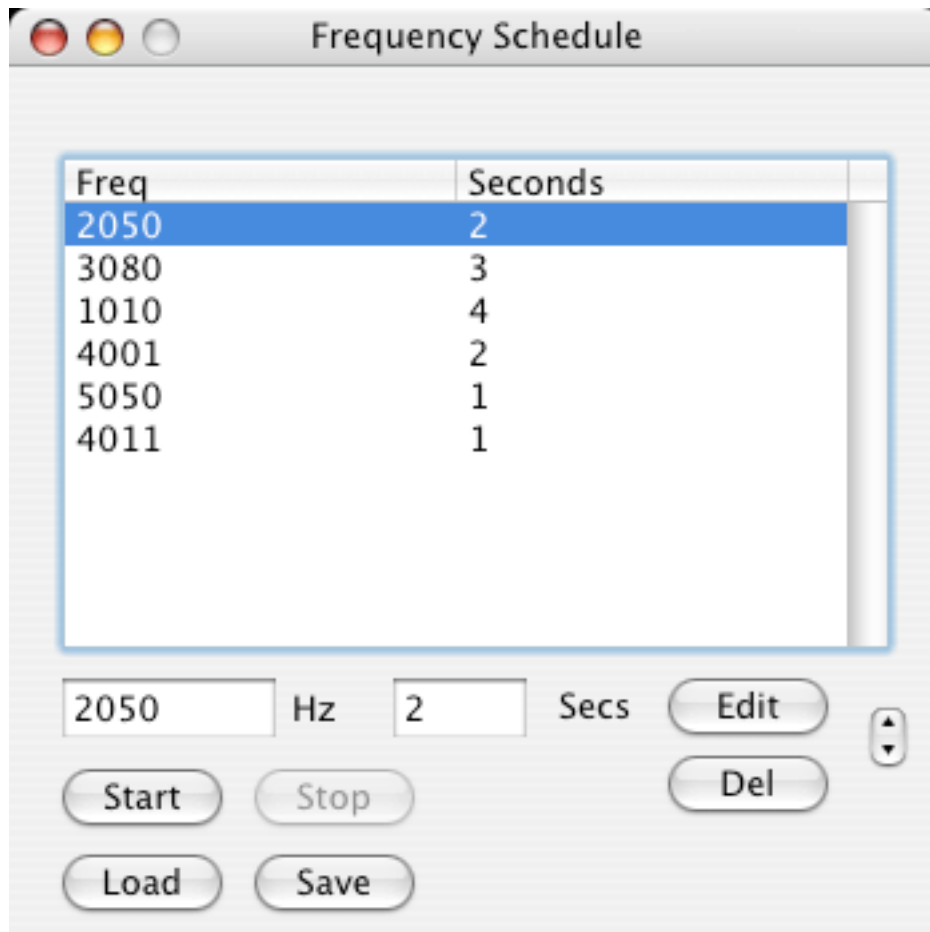 Frequency Schedule
Freq Seconds
2050 2
3080 3
1010 4
4001 2
5050 1
4011 1
2050 Hz 2 Secs Edit
Del
Start Stop
Load Save